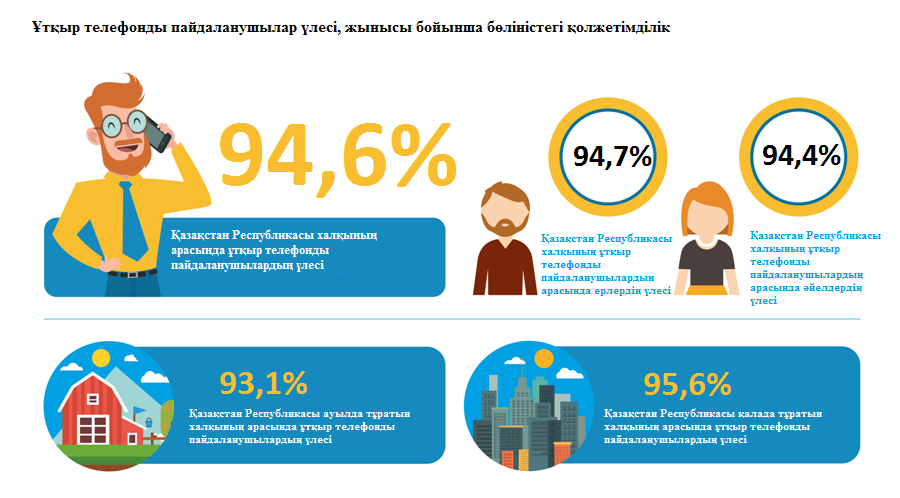 Ұтқыр телефонды пайдаланушылар үлесі, жынысы бойынша бөліністегі қолжетімділік
94,6%
Қазақстан Республикасы халқының
арасында ұтқыр телефонды
пайдаланушылардың үлесі
94,7%
Қазақстан Республикасы
халқының ұтқыр
телефонды
пайдаланушылардың
арасында ерлердің үлесі
94,4%
Қазақстан Республикасы
халқының ұтқыр
телефонды
пайдаланушылардың
арасында әйелдердің
үлесі
93,1%
Қазақстан Республикасы ауылда тұратын
халқының арасында ұтқыр телефонды
пайдаланушылардың үлесі
95,6%
Қазақстан Республикасы қалада тұратын
халқының арасында ұтқыр телефонды
пайдаланушылардың үлесі